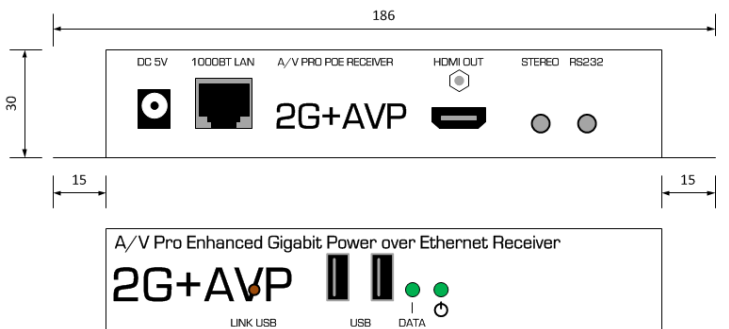 186
DC 5V 1000BT LAN A/V PRO POE RECEIVER HDMI OUT STEREO RS232
30
2G+AVP
15 15
A/V Pro Enhanced Gigabit Power over Ethernet Receiver
2G+AVP
LINK USB USB DATA